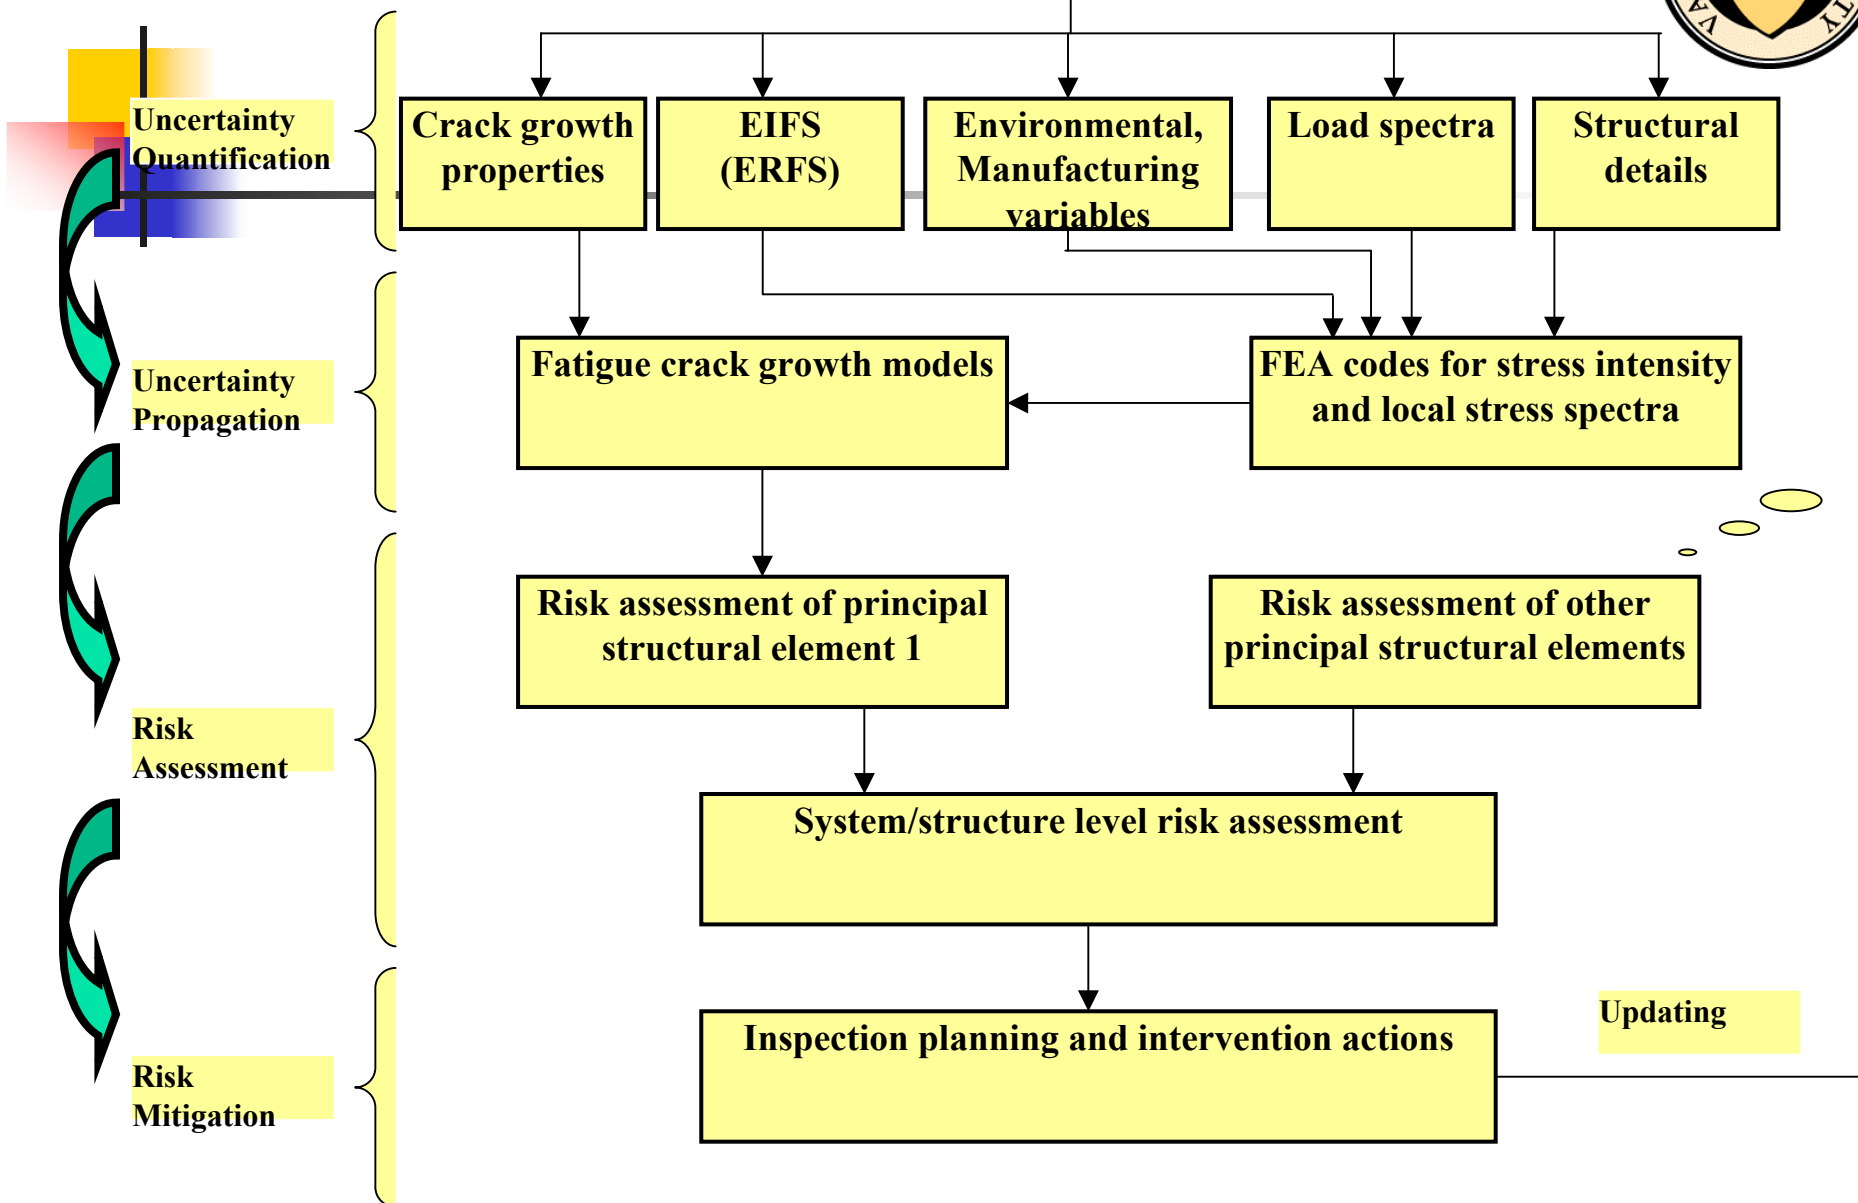 Uncertainty
Quantification
Crack growth
properties
EIFS
(ERFS)
Environmental,
Manufacturing
variables
Load spectra
Structural
details
Uncertainty
Propagation
Fatigue crack growth models
FEA codes for stress intensity
and local stress spectra
Risk
Assessment
Risk assessment of principal
structural element 1
Risk assessment of other
principal structural elements
System/structure level risk assessment
Risk
Mitigation
Inspection planning and intervention actions
Updating